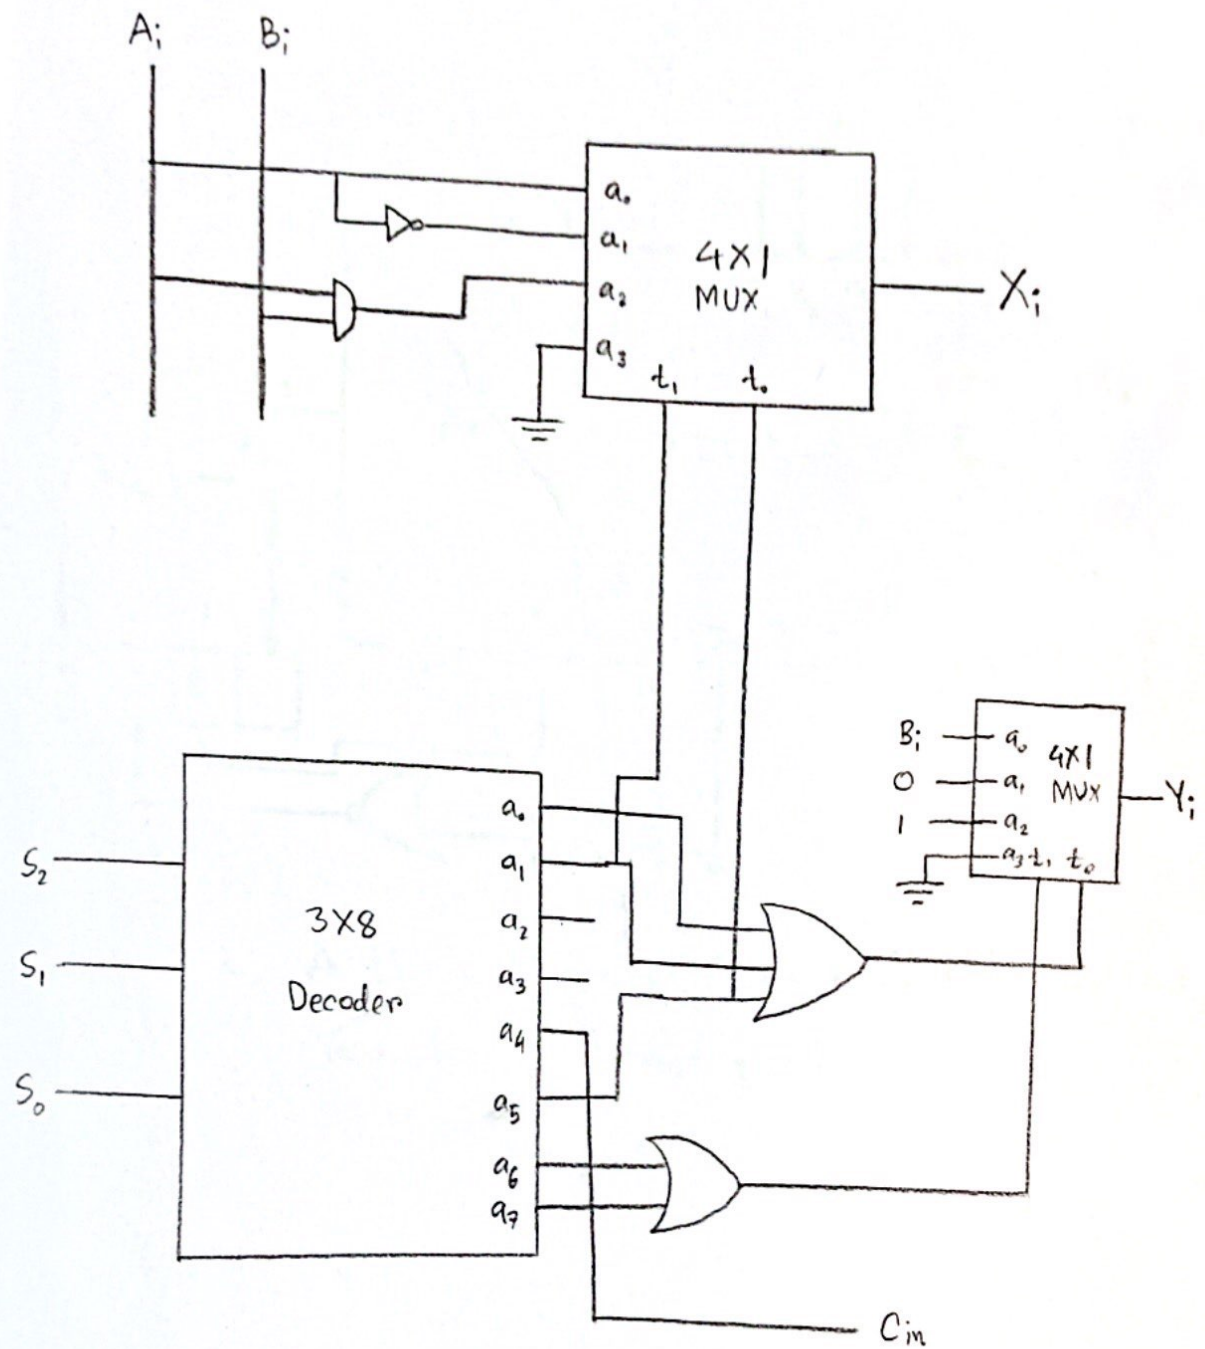 Ai Bi
a0
a1
4X1
MUX
a2
a3
t1 t0
Xi
Bi a0 4X1
0 a1 MUX
1 a2
a3 t1 t0
Yi
S2
S1
S0
3X8
Decoder
a0
a1
a2
a3
a4
a5
a6
a7
Cin